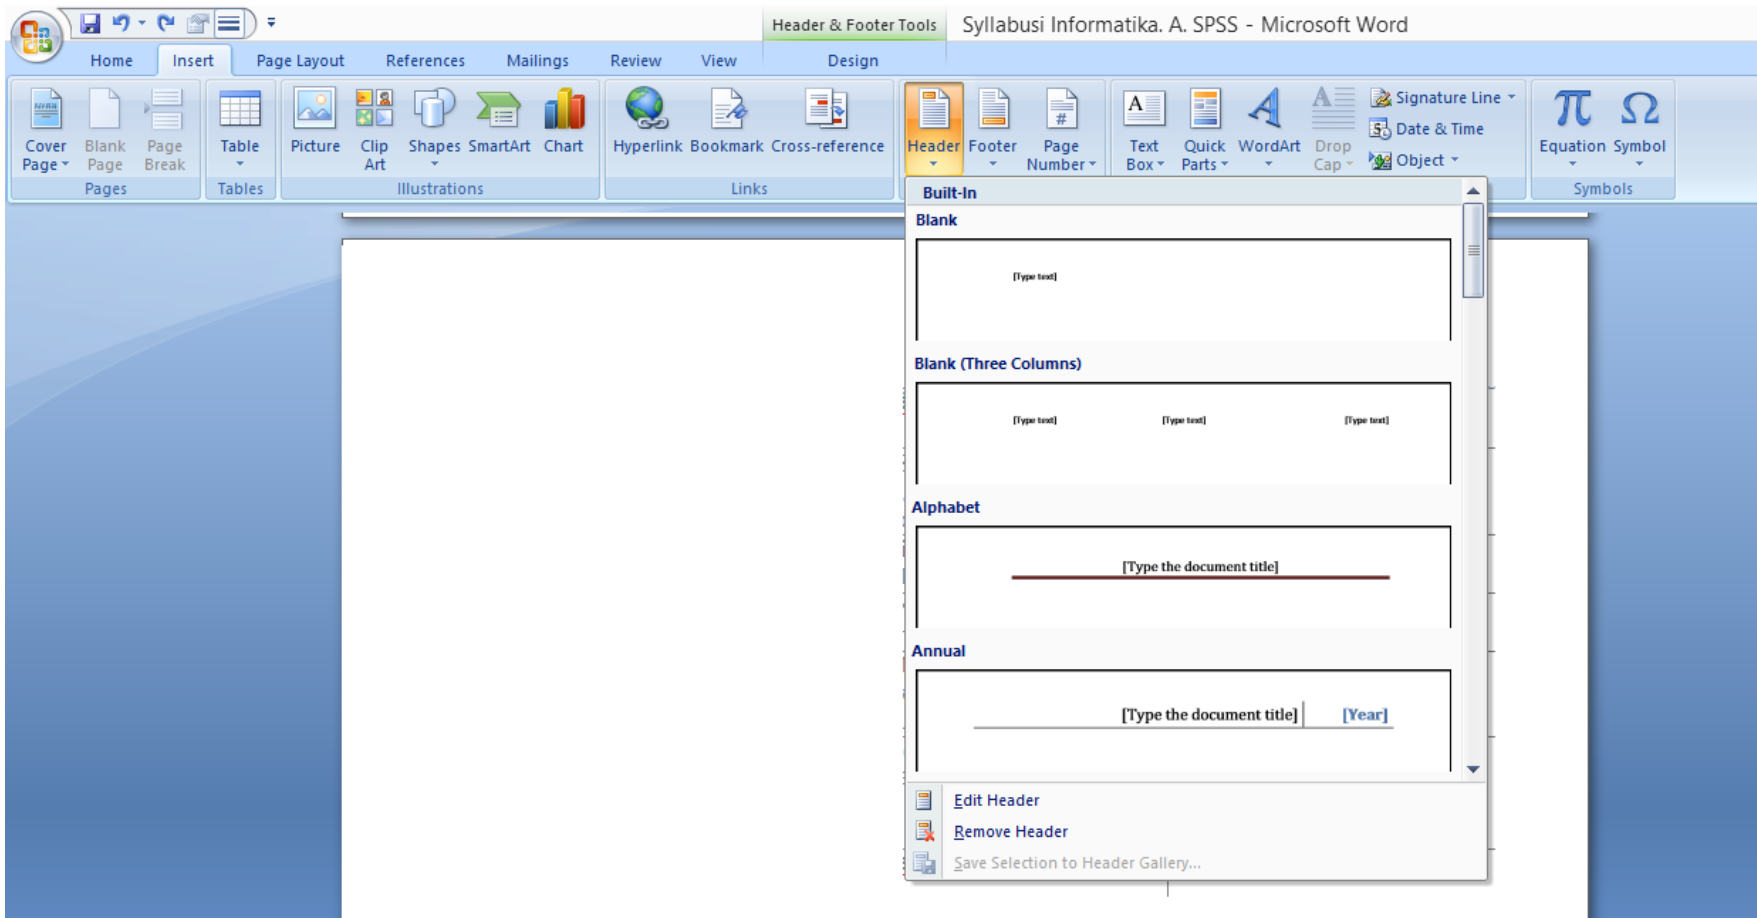 Header & Footer Tools
Syllabusi Informatika. A. SPSS - Microsoft Word
Home Insert Page Layout References Mailings Review View Design
Cover Page
Blank Page
Page Break
Pages
Table
Tables
Picture
Clip Art
Shapes
SmartArt
Chart
Illustrations
Hyperlink
Bookmark
Cross-reference
Links
Header
Footer
Page Number
#
A
Text Box
Quick Parts
A
WordArt
A
Drop Cap
Signature Line
5
Date & Time
Object
π
Equation
Ω
Symbol
Symbols
Built-In
Blank
[Type text]
Blank (Three Columns)
[Type text] [Type text] [Type text]
Alphabet
[Type the document title]
Annual
[Type the document title] [Year]
Edit Header
Remove Header
Save Selection to Header Gallery...